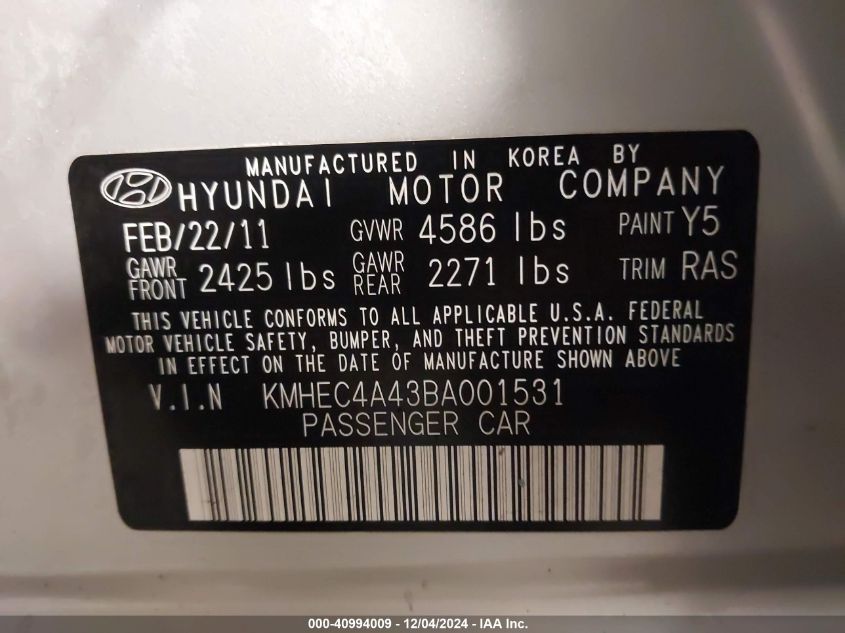 MANUFACTURED IN KOREA BY
HYUNDAI MOTOR COMPANY
FEB/22/11 GVWR 4586 lbs PAINT Y5
GAWR FRONT 2425 lbs GAWR REAR 2271 lbs TRIM RAS
THIS VEHICLE CONFORMS TO ALL APPLICABLE U.S.A. FEDERAL
MOTOR VEHICLE SAFETY, BUMPER, AND THEFT PREVENTION STANDARDS
IN EFFECT ON THE DATE OF MANUFACTURE SHOWN ABOVE
V.I.N KMHEC4A43BA001531
PASSENGER CAR
000-40994009 - 12/04/2024 - IAA Inc.